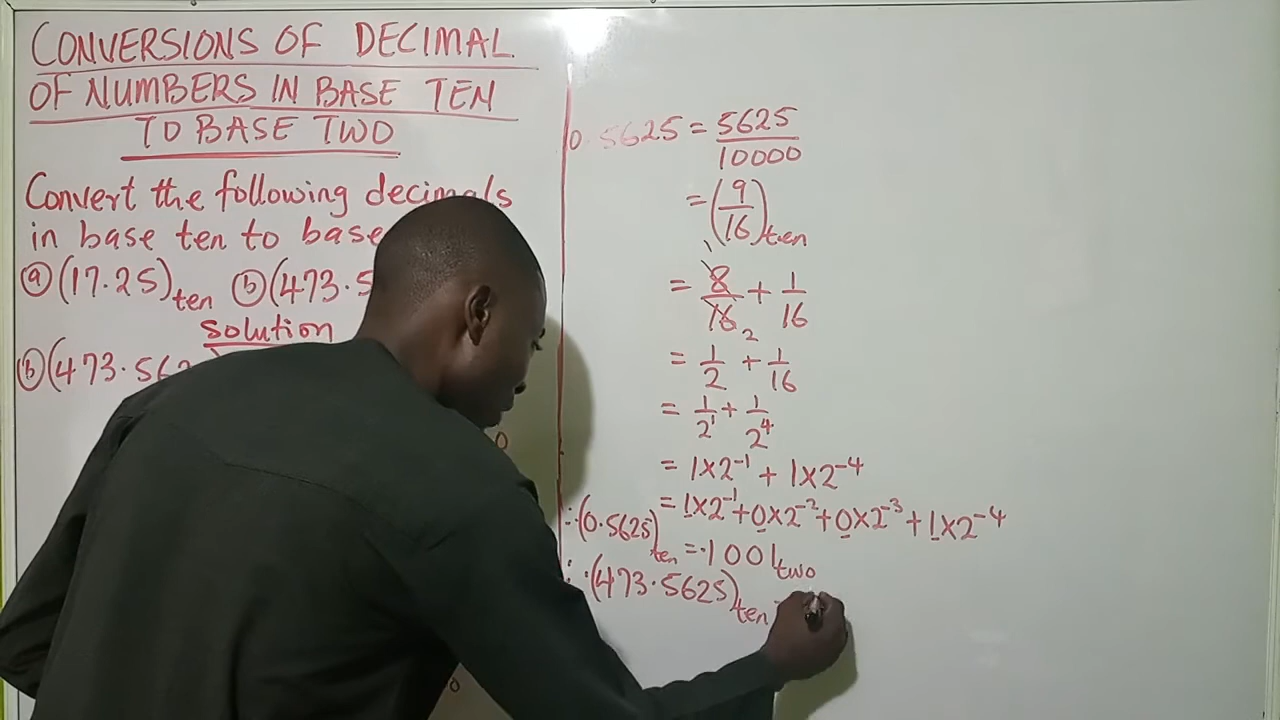 CONVERSIONS OF DECIMAL
OF NUMBERS IN BASE TEN
TO BASE TWO
Convert the following decimals
in base ten to base
(a) (17.25)ten (b) (473.5
Solution
(b) (473.562
0.5625 = 5625/10000
= (9/16)ten
= 8/16 + 1/16
1 2
= 1/2 + 1/16
= 1/2¹ + 1/2⁴
= 1×2⁻¹ + 1×2⁻⁴
= 1×2⁻¹+0×2⁻²+0×2⁻³+1×2⁻⁴
∴(0.5625)ten = .1001two
∴(473.5625)ten